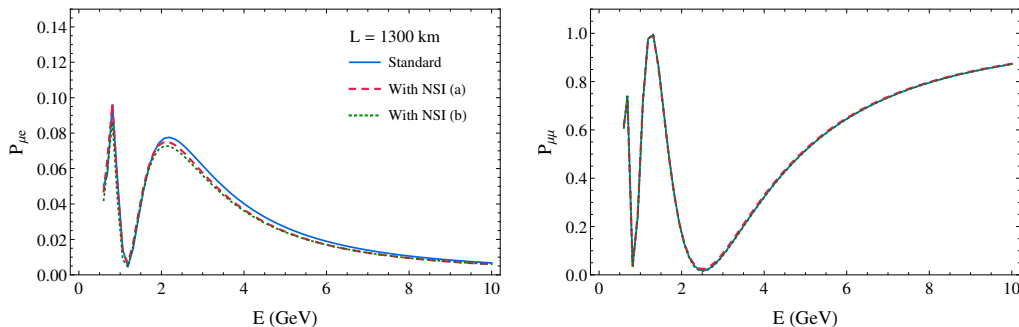 0.14
0.12
0.10
0.08
0.06
0.04
0.02
0.00
P_μe
L = 1300 km
Standard
With NSI (a)
With NSI (b)
0 2 4 6 8 10
E (GeV)
1.0
0.8
0.6
0.4
0.2
0.0
P_μμ
0 2 4 6 8 10
E (GeV)